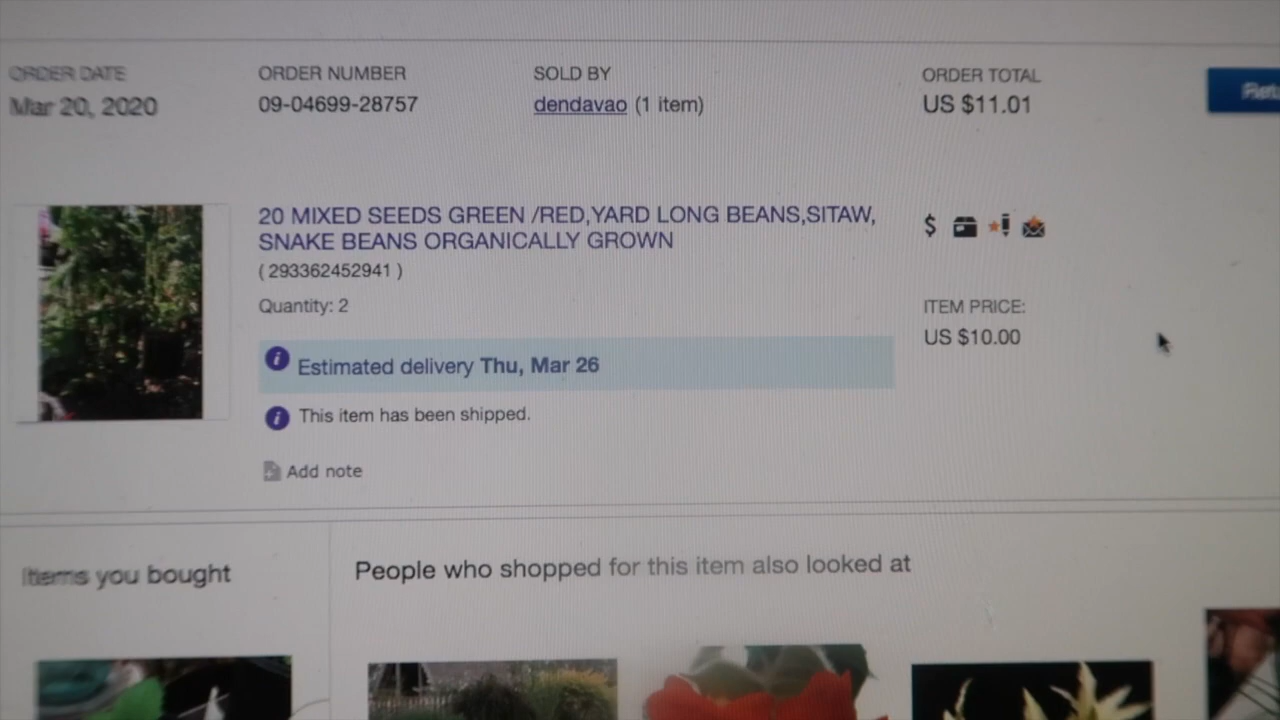 ORDER DATE
ORDER NUMBER
SOLD BY
ORDER TOTAL
Mar 20, 2020
09-04699-28757
dendavao (1 item)
US $11.01
20 MIXED SEEDS GREEN /RED,YARD LONG BEANS,SITAW,
SNAKE BEANS ORGANICALLY GROWN
( 293362452941 )
Quantity: 2
ITEM PRICE:
US $10.00
Estimated delivery Thu, Mar 26
This item has been shipped.
Add note
Items you bought
People who shopped for this item also looked at